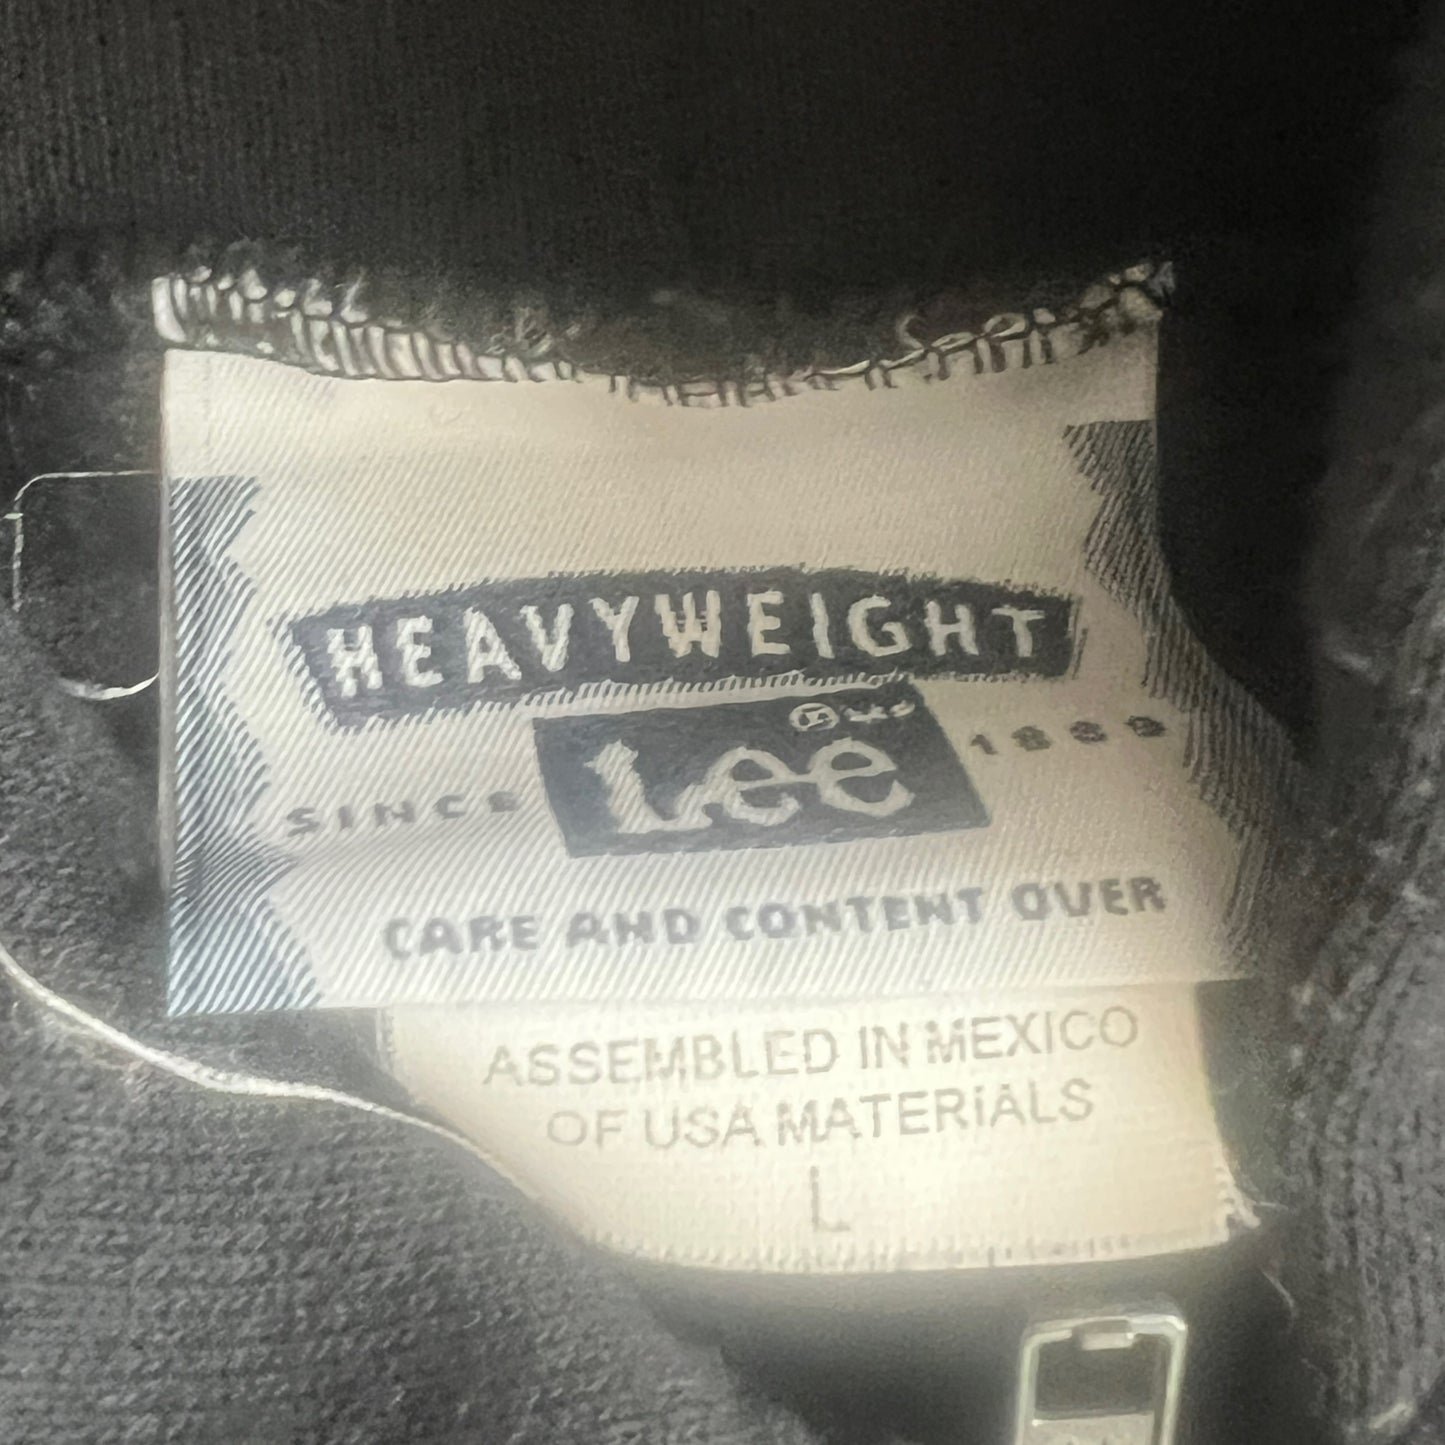 HEAVYWEIGHT
Lee ®
SINCE 1889
CARE AND CONTENT OVER
ASSEMBLED IN MEXICO
OF USA MATERIALS
L